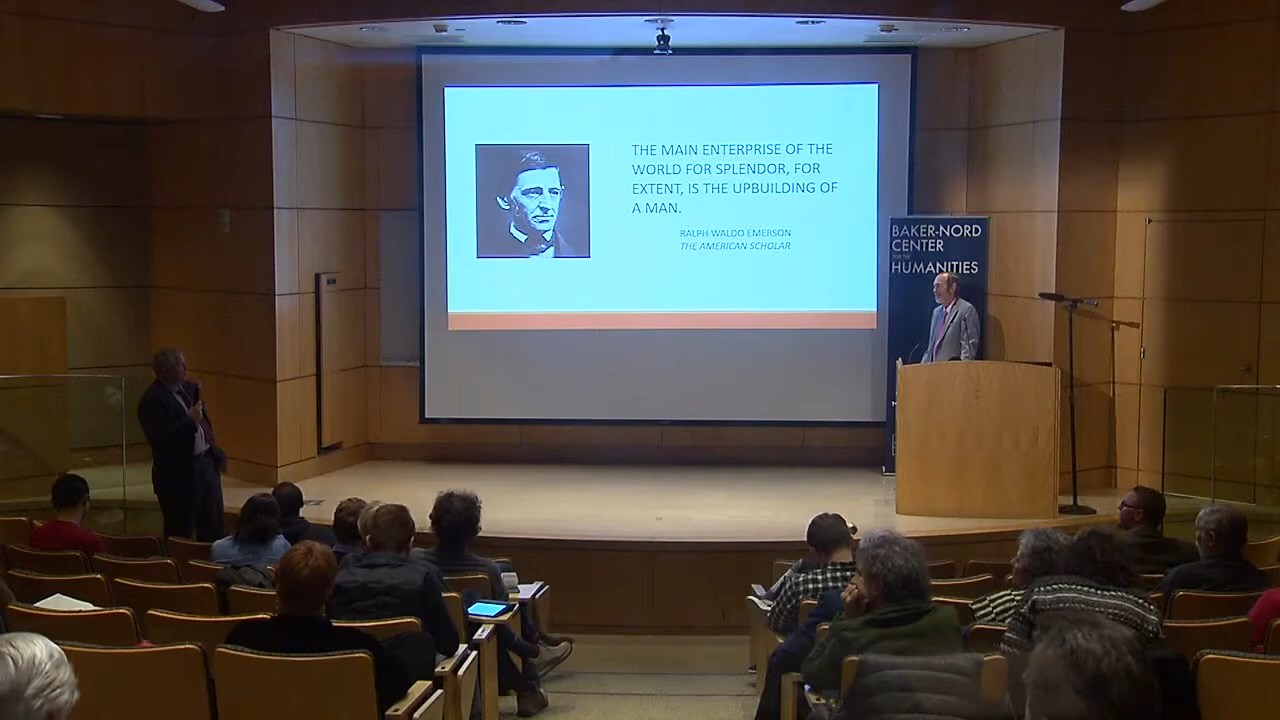 THE MAIN ENTERPRISE OF THE
WORLD FOR SPLENDOR, FOR
EXTENT, IS THE UPBUILDING OF
A MAN.
RALPH WALDO EMERSON
THE AMERICAN SCHOLAR
BAKER-NORD
CENTER
FOR THE
HUMANITIES